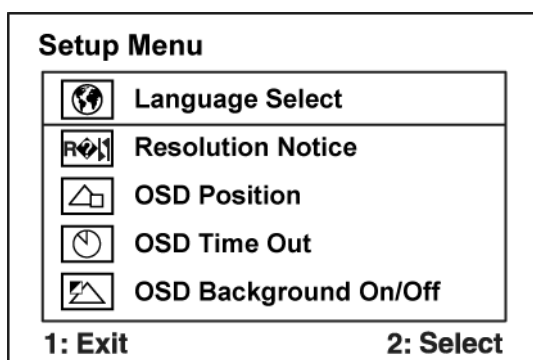 Setup Menu
Language Select
Resolution Notice
OSD Position
OSD Time Out
OSD Background On/Off
1: Exit 2: Select